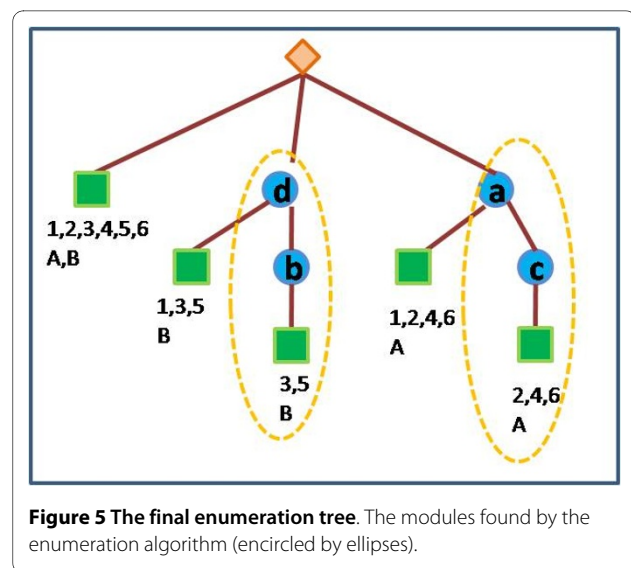 d
a
1,2,3,4,5,6
A,B
b
c
1,3,5
B
1,2,4,6
A
3,5
B
2,4,6
A
Figure 5 The final enumeration tree. The modules found by the
enumeration algorithm (encircled by ellipses).